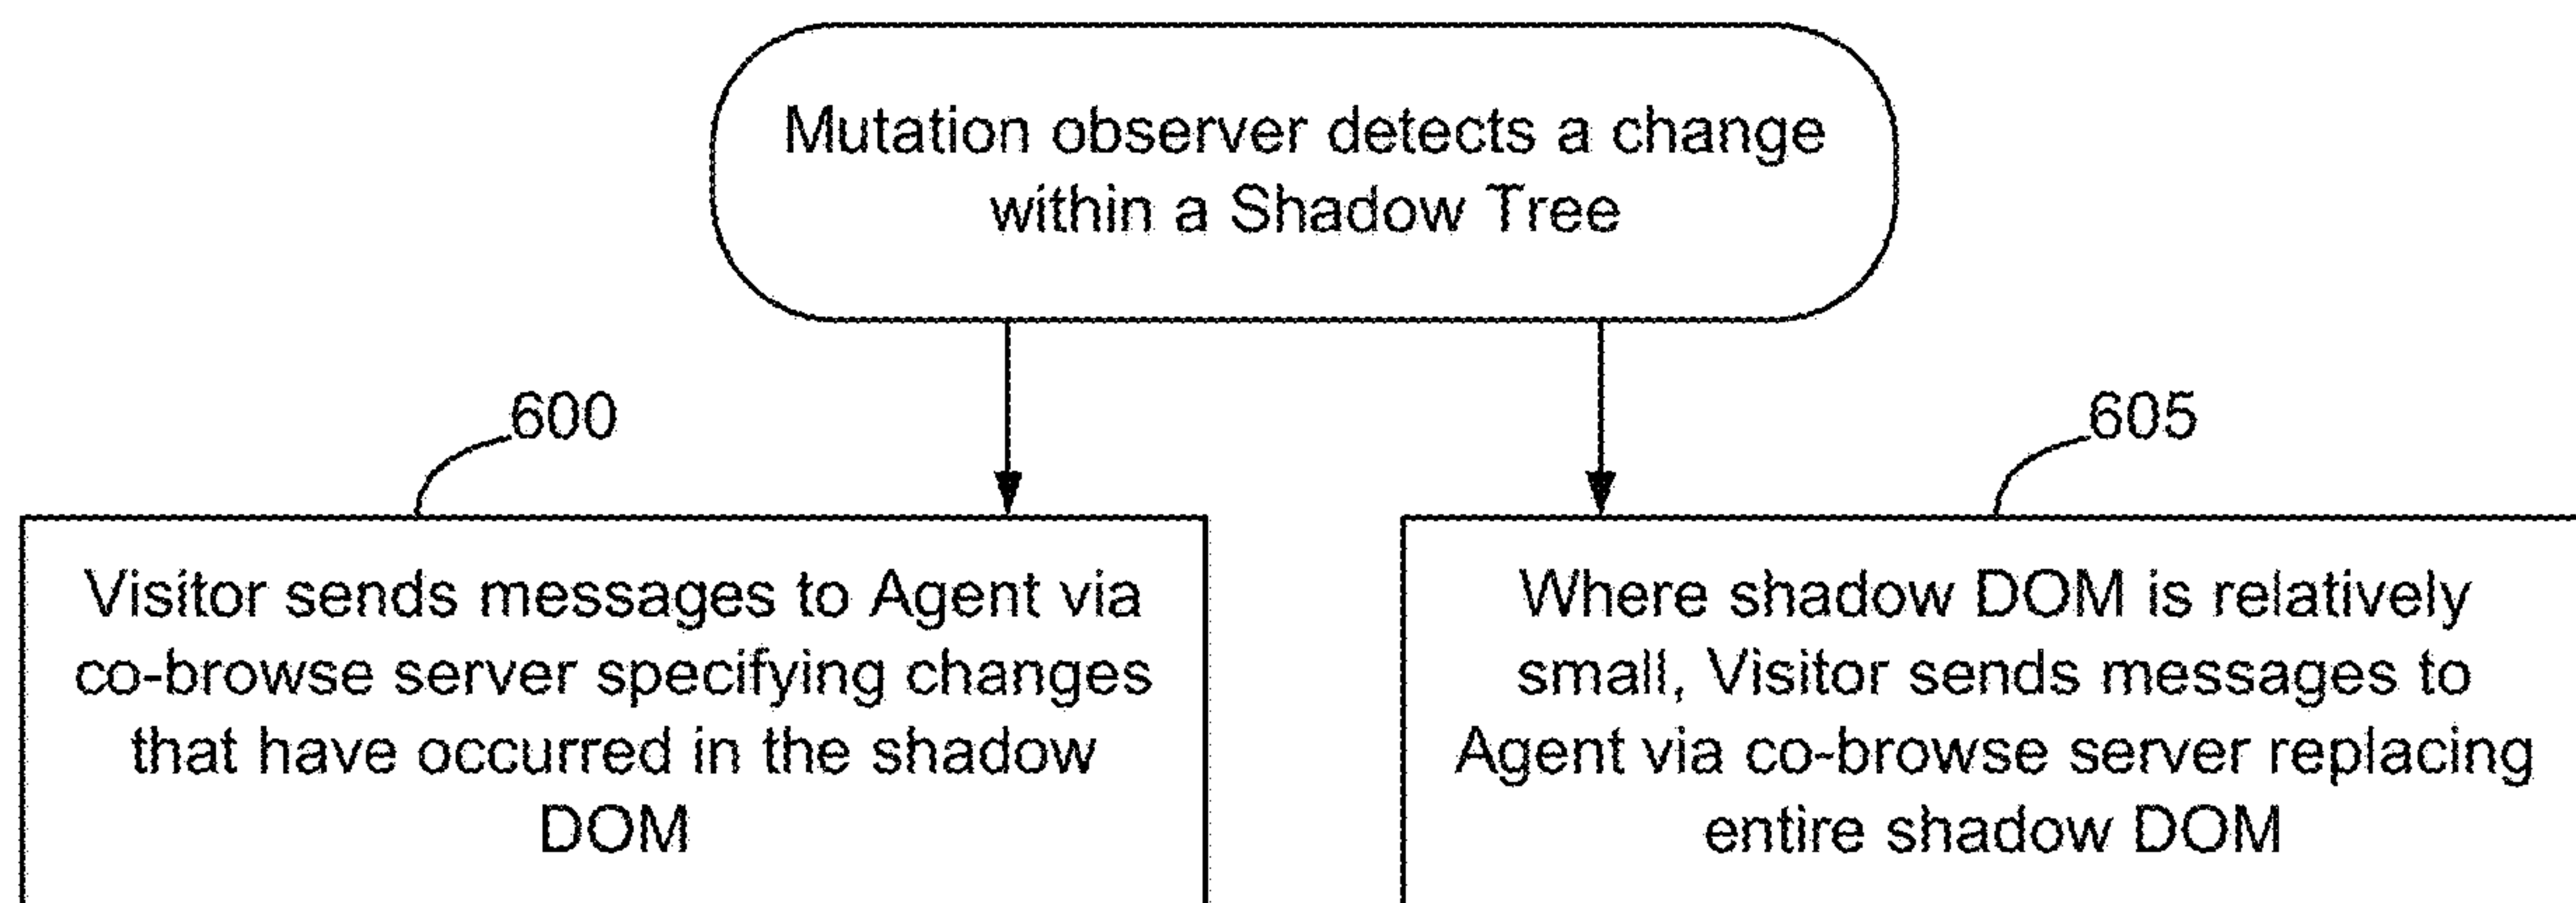 Mutation observer detects a change
within a Shadow Tree
600
605
Visitor sends messages to Agent via
co-browse server specifying changes
that have occurred in the shadow
DOM
Where shadow DOM is relatively
small, Visitor sends messages to
Agent via co-browse server replacing
entire shadow DOM